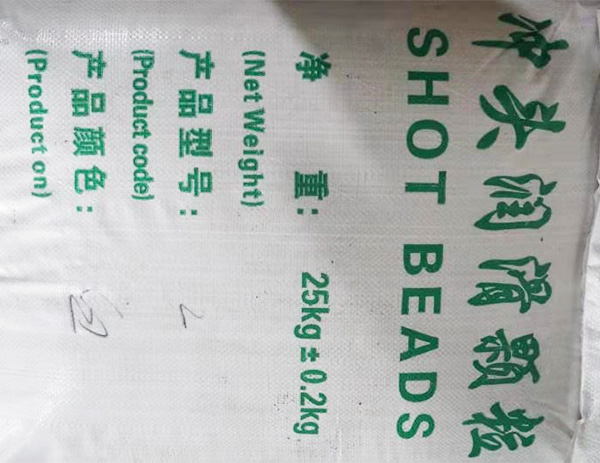 冲头润滑颗粒
SHOT BEADS
净 重: 25kg ± 0.2kg
(Net Weight)
产品型号:
(Product code)
产品颜色:
(Product on)